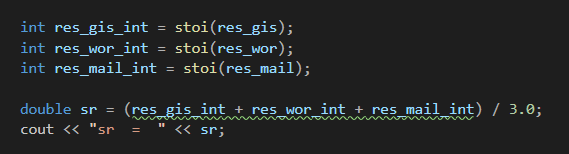 int res_gis_int = stoi(res_gis);
int res_wor_int = stoi(res_wor);
int res_mail_int = stoi(res_mail);
double sr = (res_gis_int + res_wor_int + res_mail_int) / 3.0;
cout << "sr  =  " << sr;